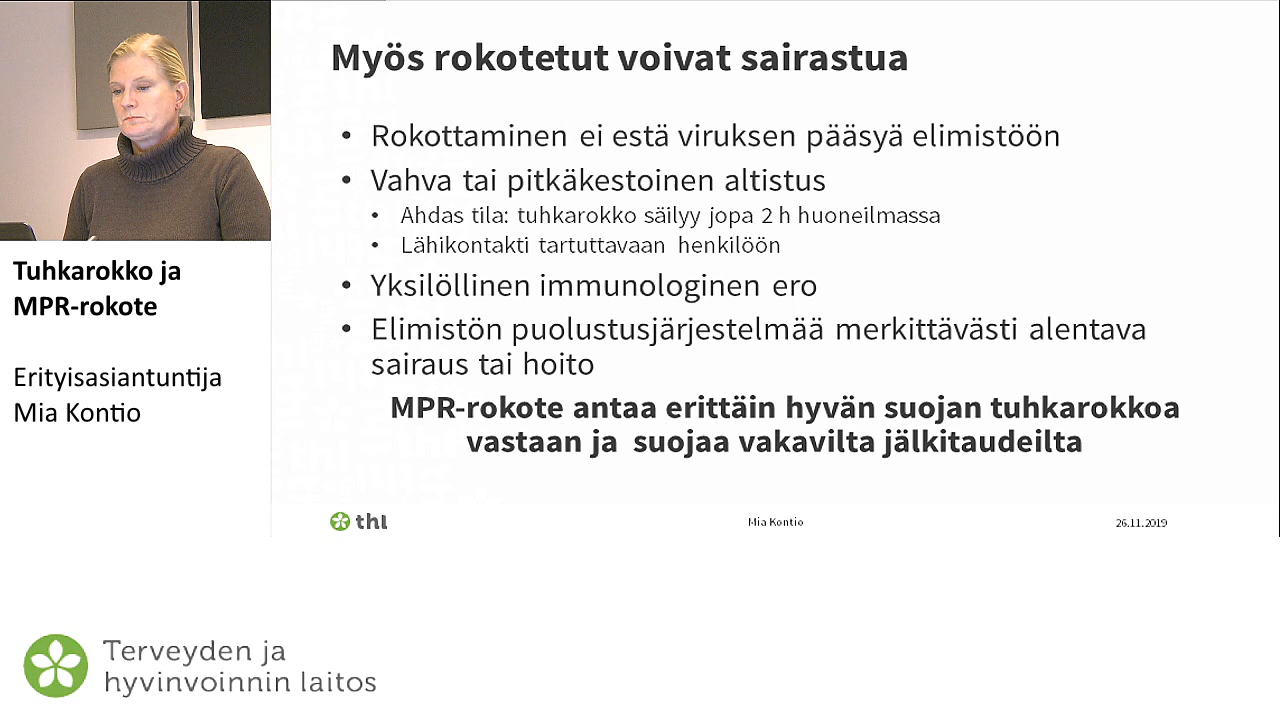 Myös rokotetut voivat sairastua
• Rokottaminen ei estä viruksen pääsyä elimistöön
• Vahva tai pitkäkestoinen altistus
• Ahdas tila: tuhkarokko säilyy jopa 2 h huoneilmassa
• Lähikontakti tartuttavaan henkilöön
• Yksilöllinen immunologinen ero
• Elimistön puolustusjärjestelmää merkittävästi alentava
sairaus tai hoito
MPR-rokote antaa erittäin hyvän suojan tuhkarokkoa
vastaan ja suojaa vakavilta jälkitaudeilta
thl
Mia Kontio
26.11.2019
Tuhkarokko ja
MPR-rokote
Erityisasiantuntija
Mia Kontio
Terveyden ja
hyvinvoinnin laitos